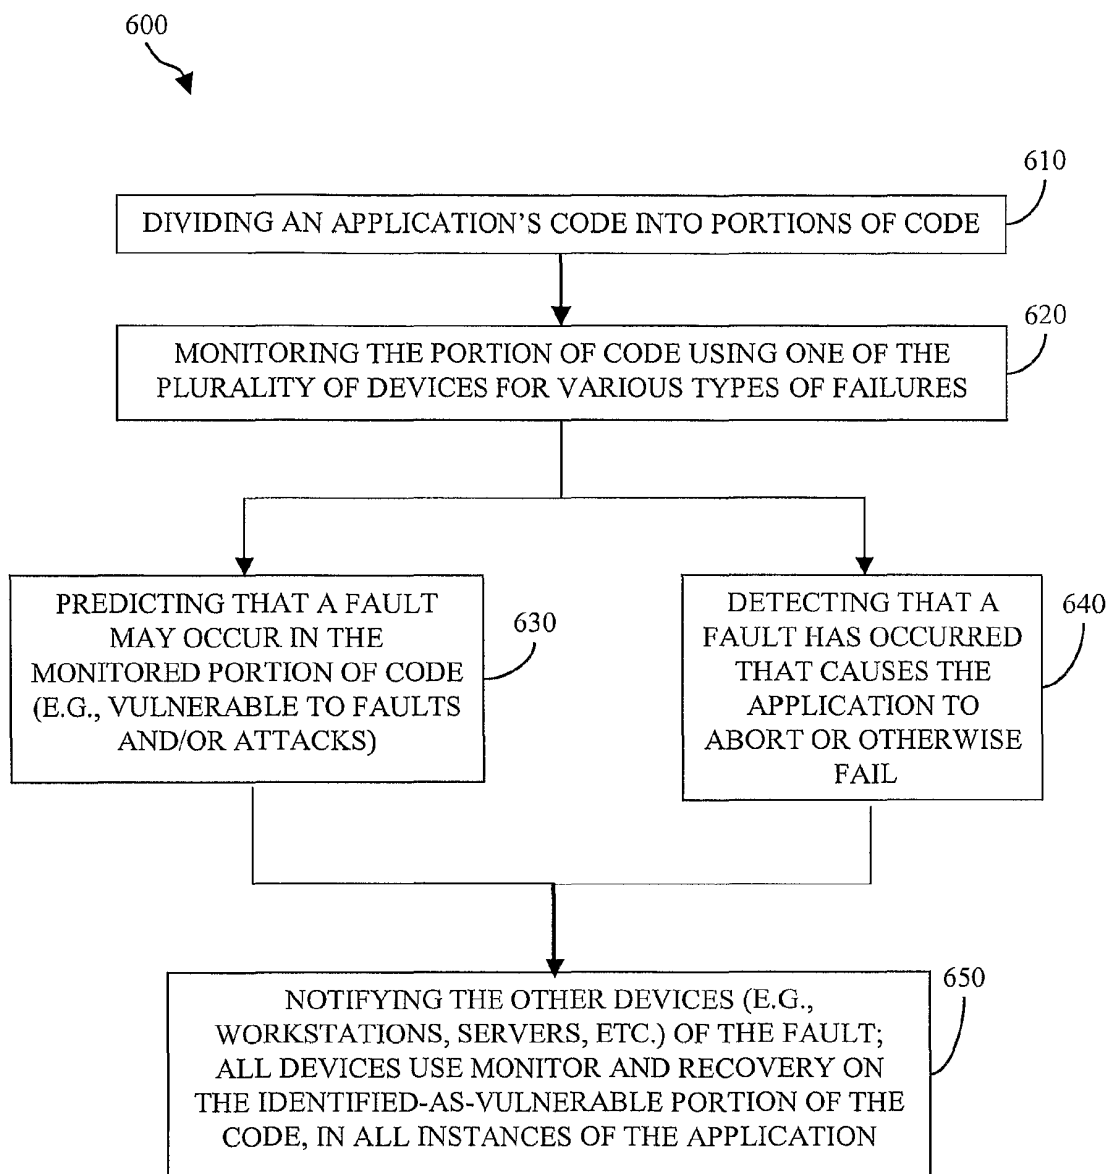 600
610
DIVIDING AN APPLICATION'S CODE INTO PORTIONS OF CODE
620
MONITORING THE PORTION OF CODE USING ONE OF THE
PLURALITY OF DEVICES FOR VARIOUS TYPES OF FAILURES
PREDICTING THAT A FAULT
MAY OCCUR IN THE
MONITORED PORTION OF CODE
(E.G., VULNERABLE TO FAULTS
AND/OR ATTACKS)
630
DETECTING THAT A
FAULT HAS OCCURRED
THAT CAUSES THE
APPLICATION TO
ABORT OR OTHERWISE
FAIL
640
650
NOTIFYING THE OTHER DEVICES (E.G.,
WORKSTATIONS, SERVERS, ETC.) OF THE FAULT;
ALL DEVICES USE MONITOR AND RECOVERY ON
THE IDENTIFIED-AS-VULNERABLE PORTION OF THE
CODE, IN ALL INSTANCES OF THE APPLICATION